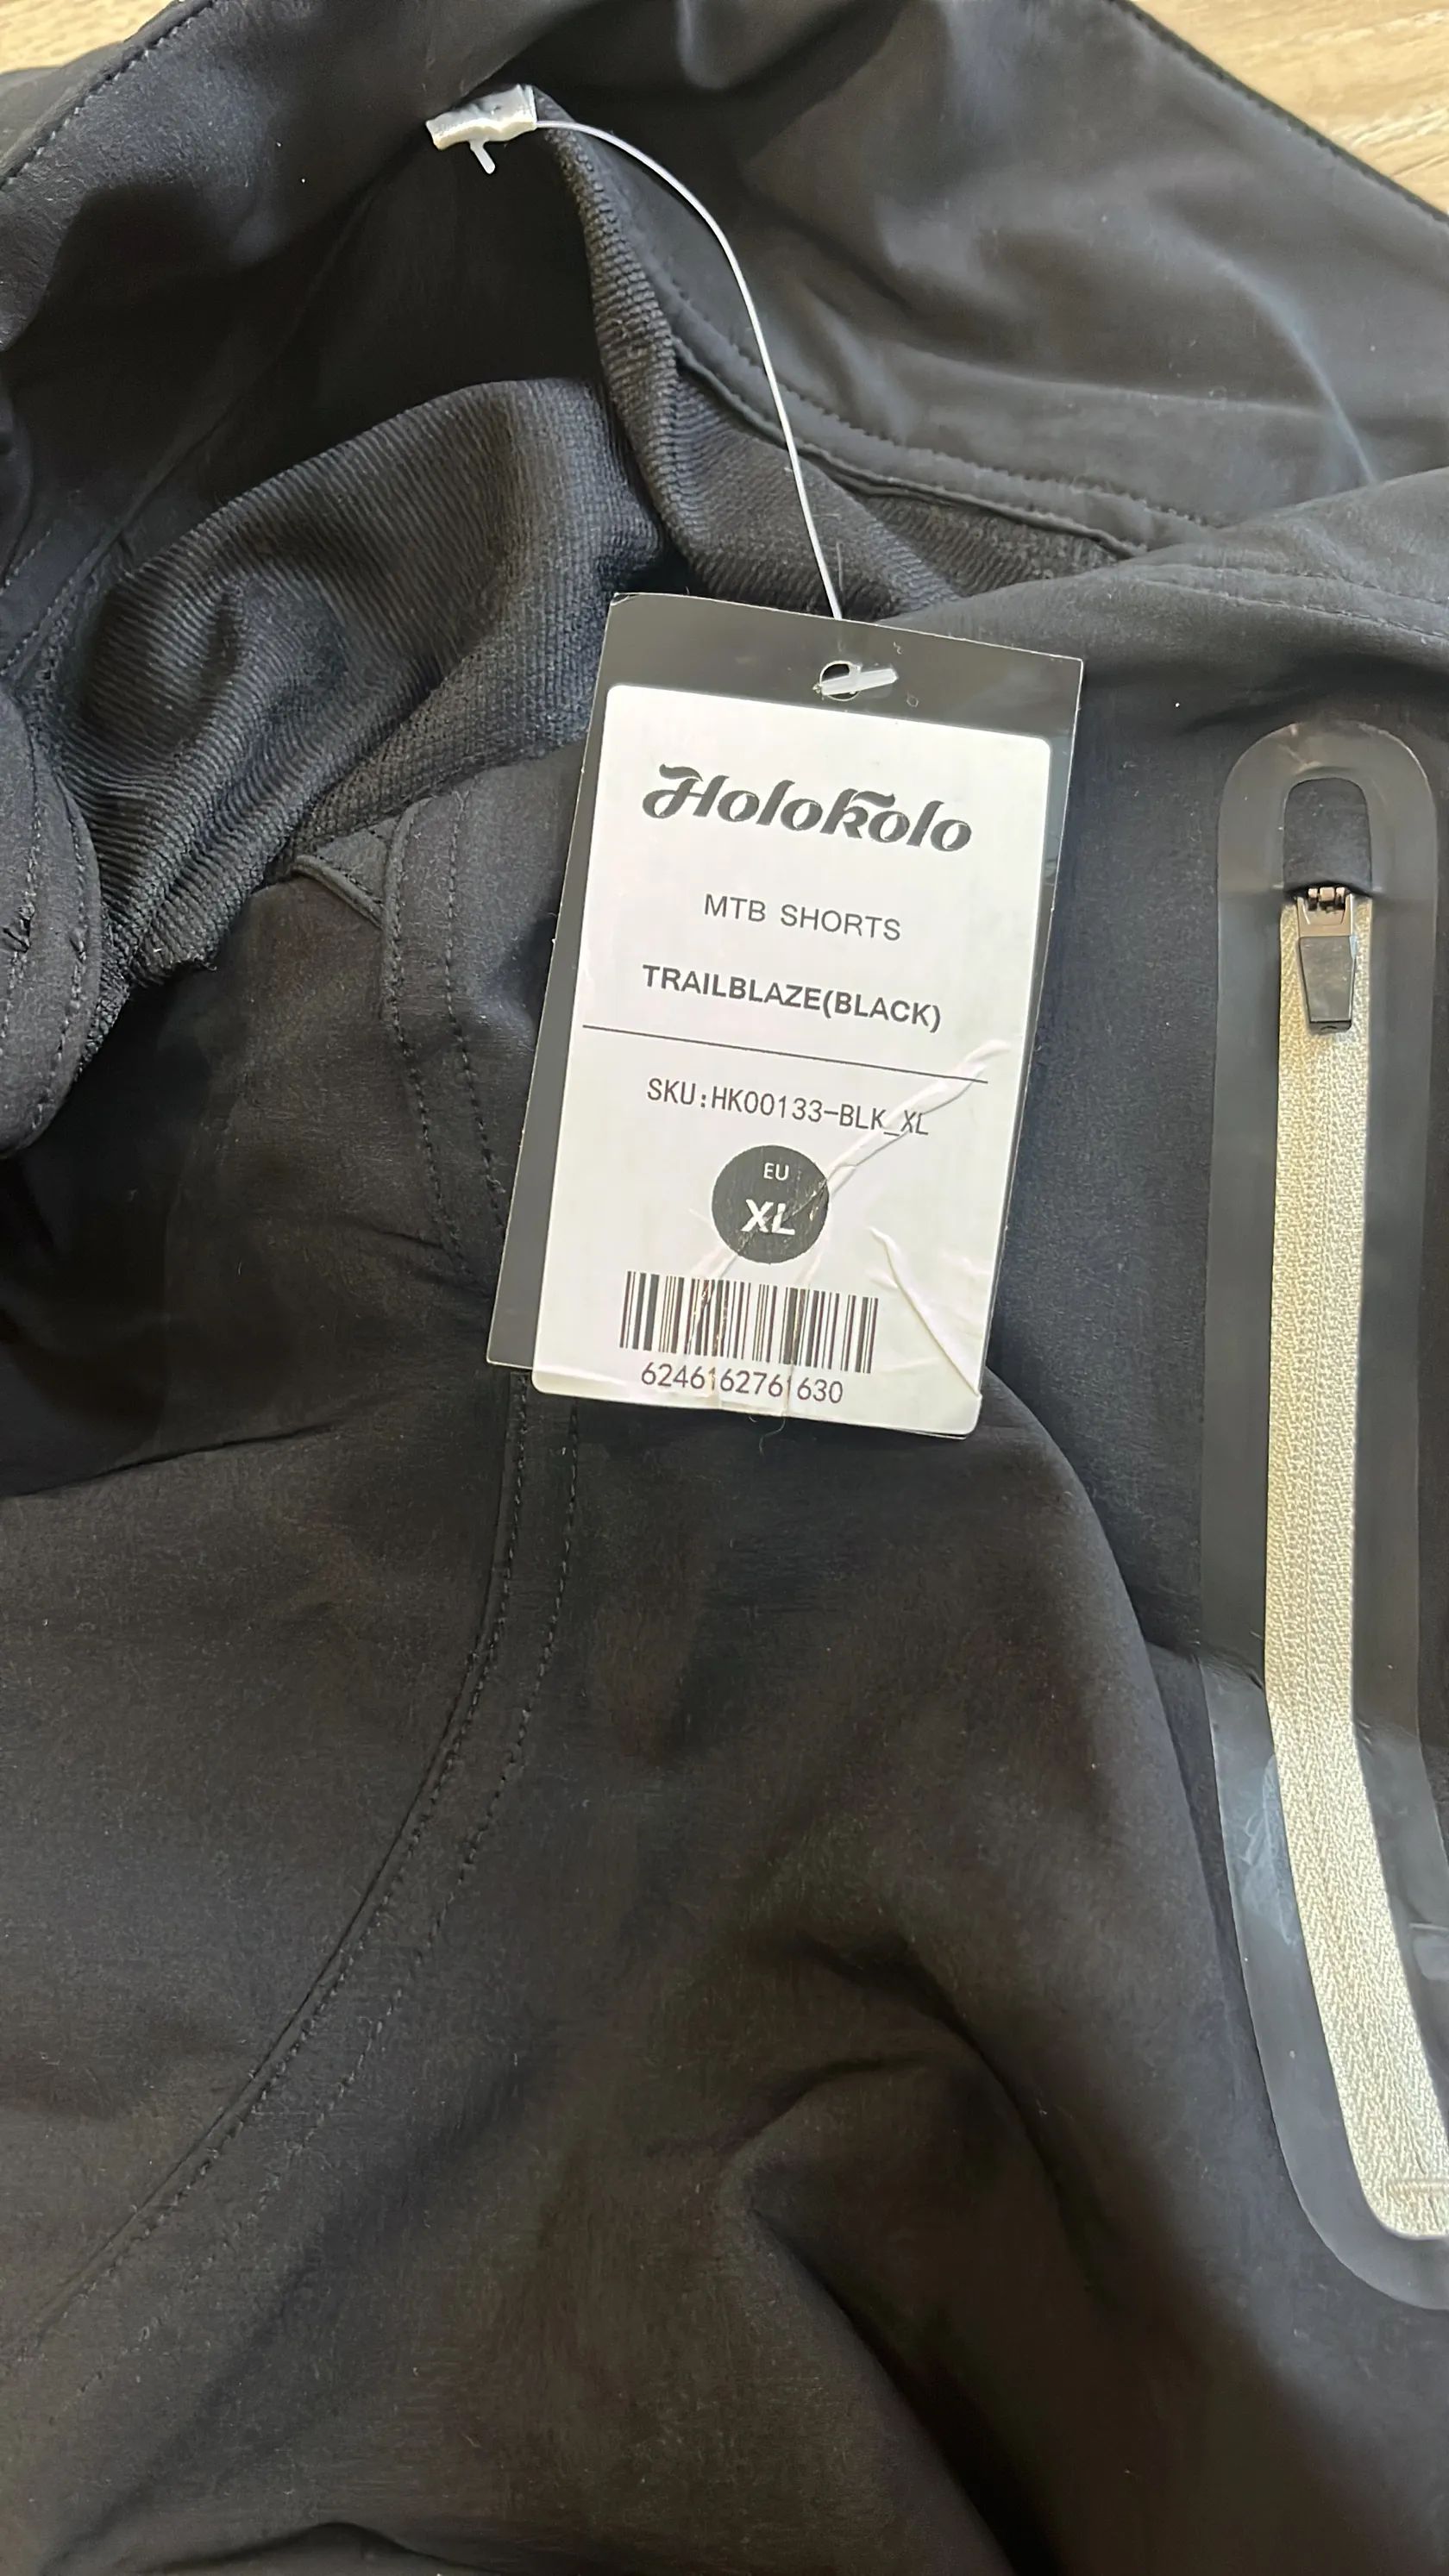 Holokolo
MTB SHORTS
TRAILBLAZE(BLACK)
SKU:HK00133-BLK_XL
EU
XL
6246162761630